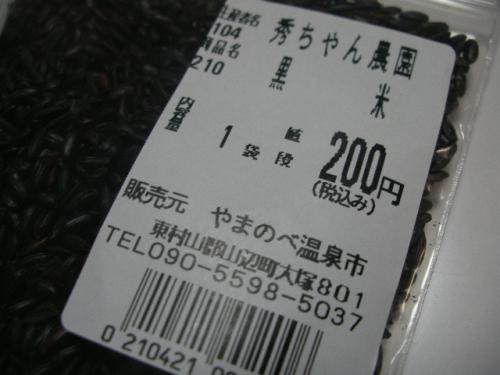 生産者名 秀ちゃん農園
104
商品名 黒 米
210
内容量 1袋 値段 200円
(税込み)
販売元 やまのべ温泉市
東村山郡山辺町大塚801
TEL090-5598-5037
0 210421